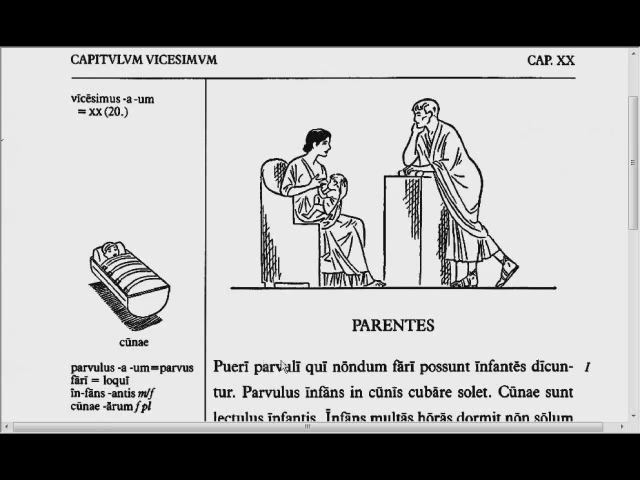 CAPITVLVM VICESIMVM
CAP. XX
vīcēsimus -a -um
= XX (20.)
cūnae
parvulus -a -um=parvus
fārī = loquī
īn-fāns -antis m/f
cūnae -ārum f pl
PARENTES
Puerī parvulī quī nōndum fārī possunt īnfantēs dīcun- I
tur. Parvulus īnfāns in cūnīs cubāre solet. Cūnae sunt
lectulus īnfantis. Īnfāns multās hōrās dormit nōn sōlum